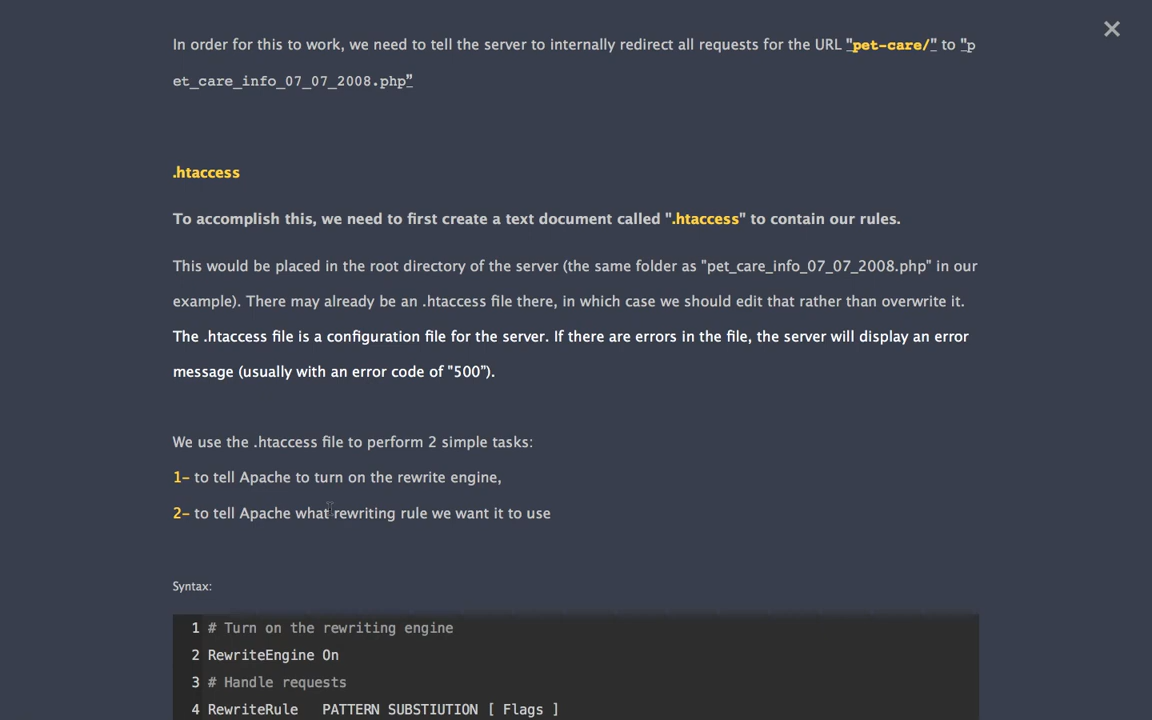 In order for this to work, we need to tell the server to internally redirect all requests for the URL "pet-care/" to "p
et_care_info_07_07_2008.php”
.htaccess
To accomplish this, we need to first create a text document called ".htaccess" to contain our rules.
This would be placed in the root directory of the server (the same folder as "pet_care_info_07_07_2008.php" in our
example). There may already be an .htaccess file there, in which case we should edit that rather than overwrite it.
The .htaccess file is a configuration file for the server. If there are errors in the file, the server will display an error
message (usually with an error code of "500”).
We use the .htaccess file to perform 2 simple tasks:
1- to tell Apache to turn on the rewrite engine,
2- to tell Apache what rewriting rule we want it to use
Syntax:
1 # Turn on the rewriting engine
2 RewriteEngine On
3 # Handle requests
4 RewriteRule   PATTERN SUBSTIUTION [ Flags ]